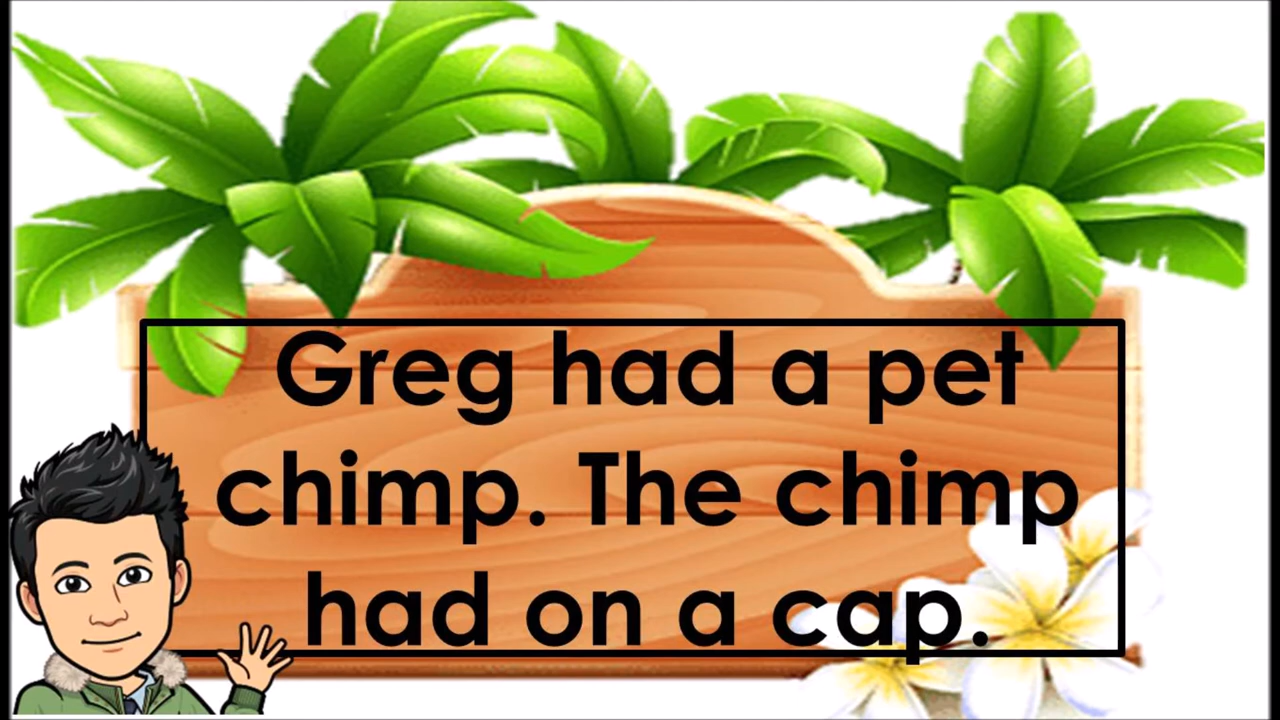 Greg had a pet
chimp. The chimp
had on a cap.